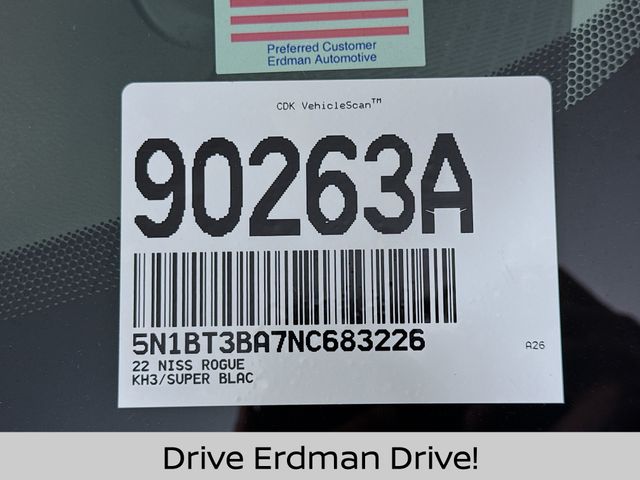 Preferred Customer
Erdman Automotive
CDK VehicleScan™
90263A
5N1BT3BA7NC683226
22 NISS ROGUE
KH3/SUPER BLAC
A26
Drive Erdman Drive!